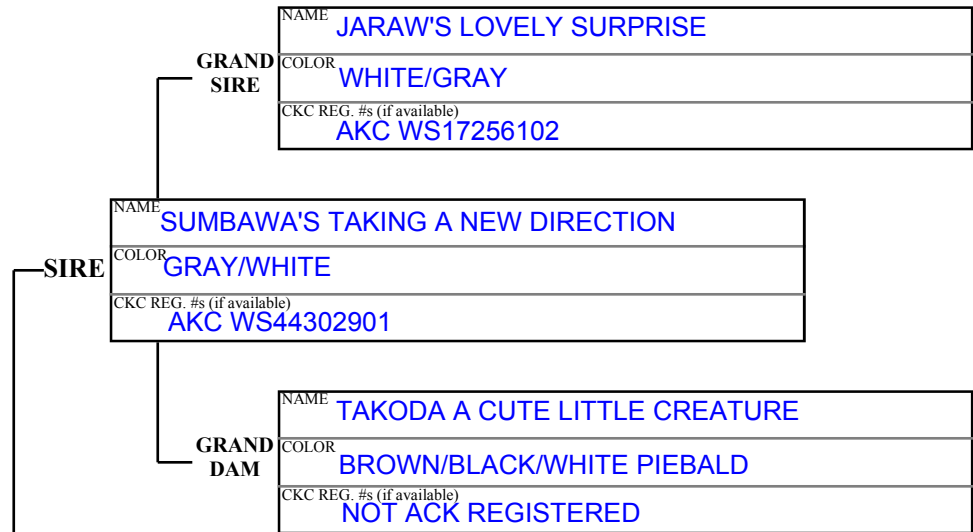 NAME JARAW'S LOVELY SURPRISE
GRAND SIRE
COLOR WHITE/GRAY
CKC REG. #s (if available)
AKC WS17256102
NAME SUMBAWA'S TAKING A NEW DIRECTION
SIRE
COLOR GRAY/WHITE
CKC REG. #s (if available)
AKC WS44302901
NAME TAKODA A CUTE LITTLE CREATURE
GRAND DAM
COLOR BROWN/BLACK/WHITE PIEBALD
CKC REG. #s (if available)
NOT ACK REGISTERED